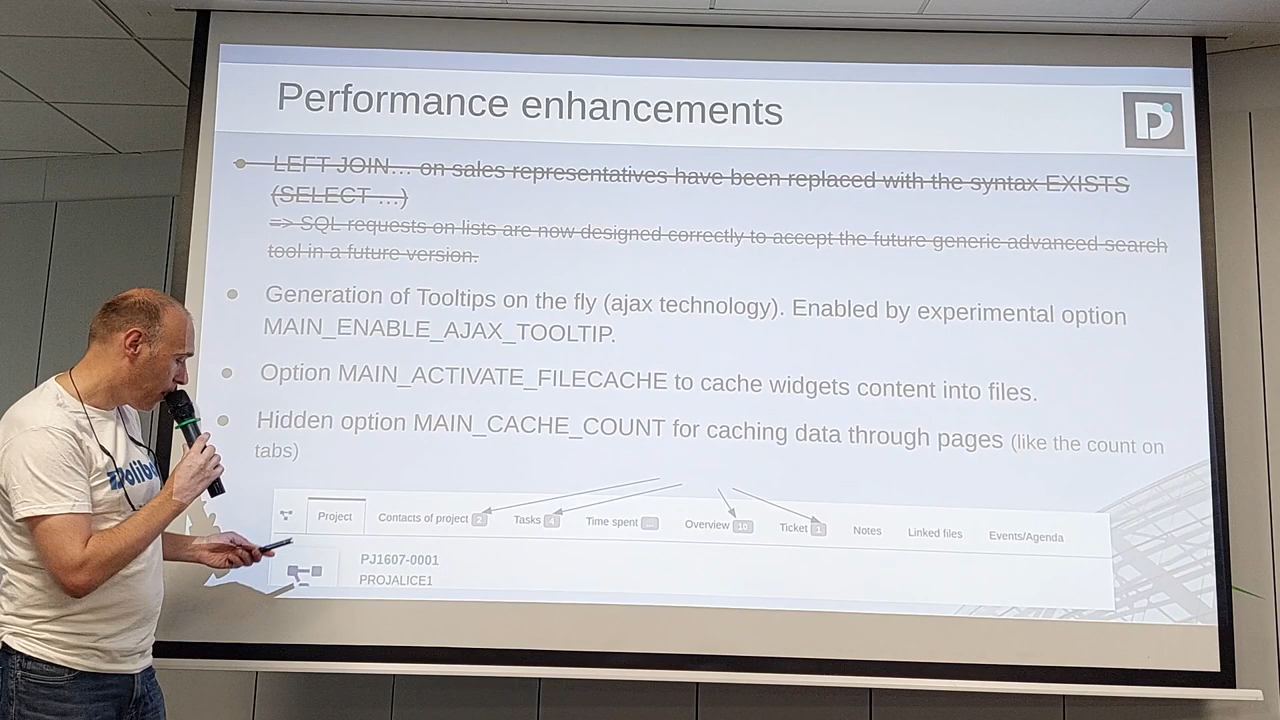 Performance enhancements
D
LEFT JOIN... on sales representatives have been replaced with the syntax EXISTS
(SELECT ...)
=> SQL requests on lists are now designed correctly to accept the future generic advanced search
tool in a future version.
Generation of Tooltips on the fly (ajax technology). Enabled by experimental option
MAIN_ENABLE_AJAX_TOOLTIP.
Option MAIN_ACTIVATE_FILECACHE to cache widgets content into files.
Hidden option MAIN_CACHE_COUNT for caching data through pages (like the count on
tabs)
Project Contacts of project 2 Tasks 4 Time spent ... Overview 10 Ticket 1 Notes Linked files Events/Agenda
PJ1607-0001
PROJALICE1